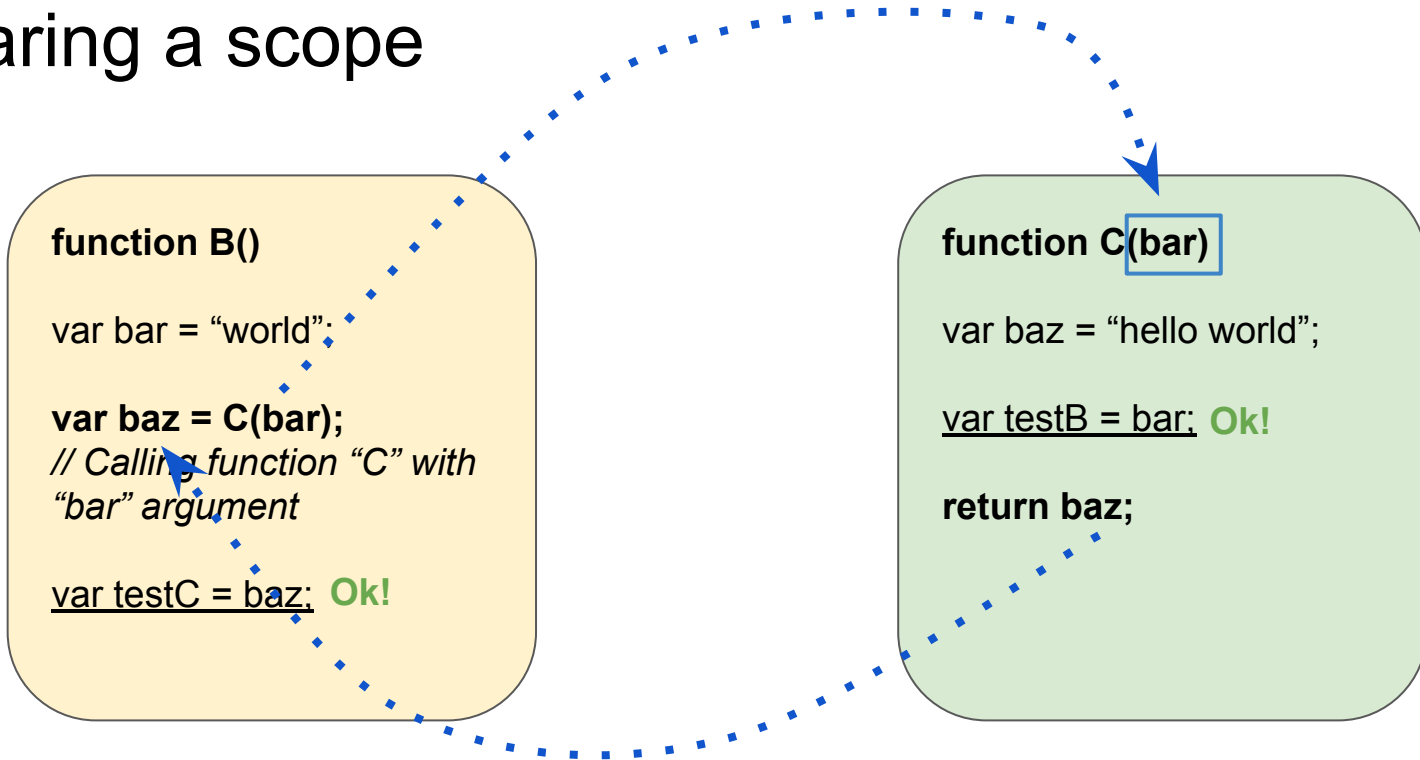 aring a scope
function B()
var bar = “world”;
var baz = C(bar);
// Calling function “C” with
“bar” argument
var testC = baz; Ok!
function C(bar)
var baz = “hello world”;
var testB = bar; Ok!
return baz;